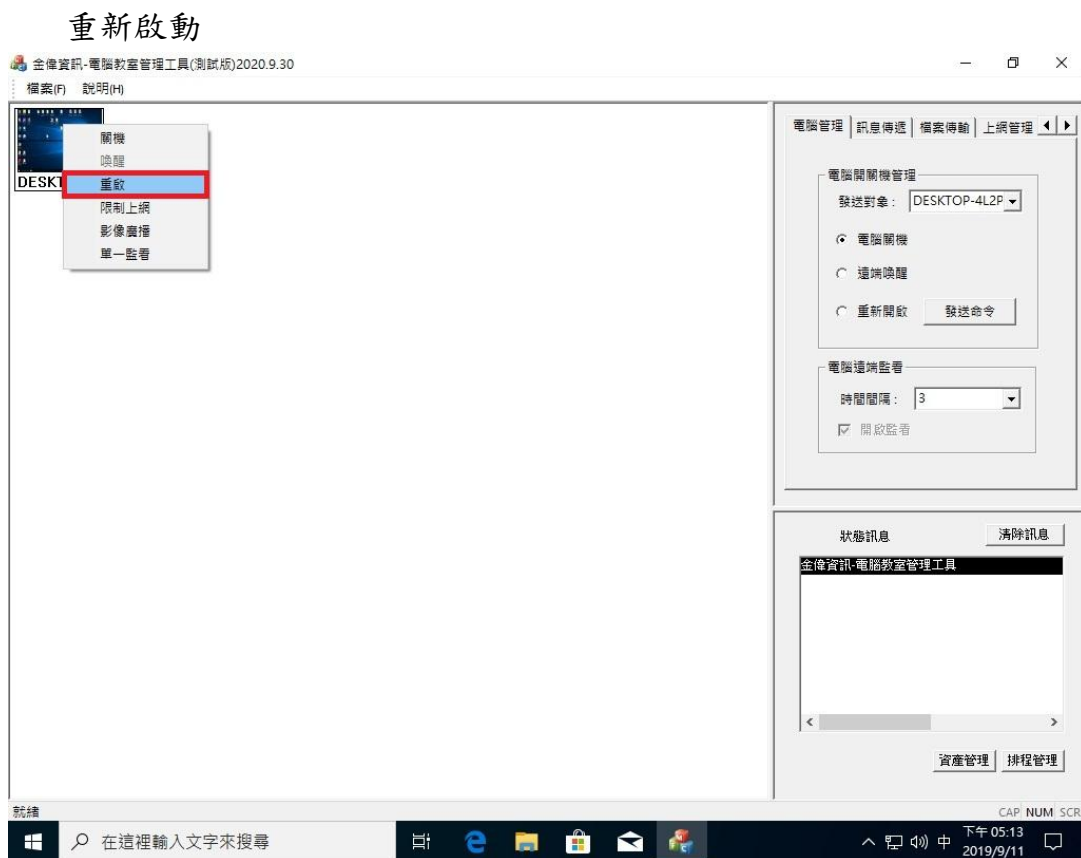 重新啟動
金偉資訊-電腦教室管理工具(測試版)2020.9.30
檔案(F) 說明(H)
關機
喚醒
重啟
限制上網
影像廣播
單一監看
DESKT
電腦管理 訊息傳遞 檔案傳輸 上網管理
電腦開關機管理
發送對象： DESKTOP-4L2P
電腦關機
遠端喚醒
重新開啟 發送命令
電腦遠端監看
時間間隔： 3
開啟監看
狀態訊息 清除訊息
金偉資訊-電腦教室管理工具
資產管理 排程管理
就緒 CAP NUM SCR
在這裡輸入文字來搜尋
中 下午 05:13
2019/9/11